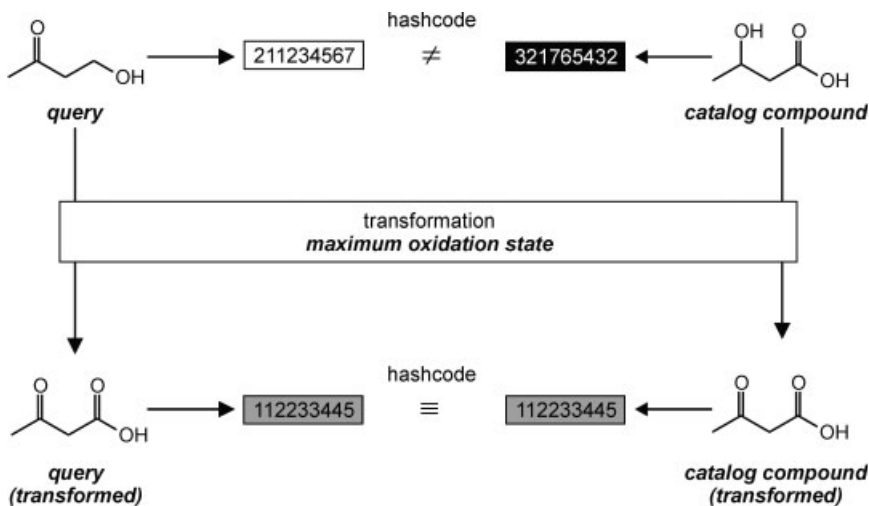 hashcode
O
OH
211234567
≠
321765432
OH
O
OH
query
catalog compound
transformation
maximum oxidation state
hashcode
O
O
OH
112233445
≡
112233445
O
O
OH
query
(transformed)
catalog compound
(transformed)